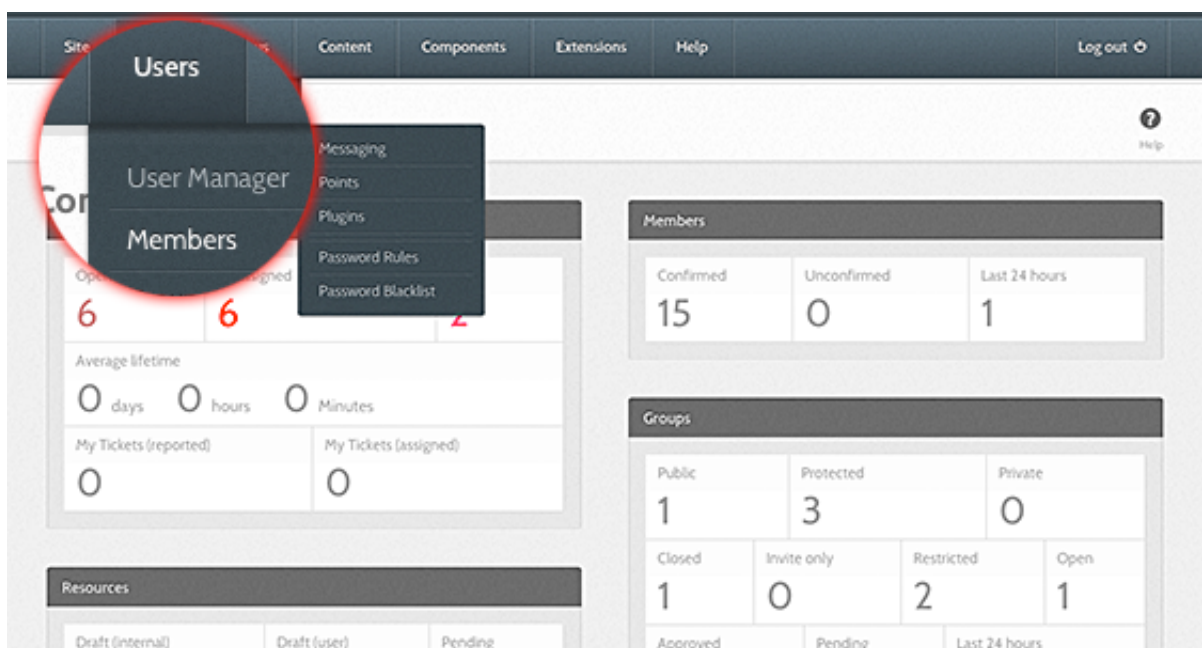 Site Users Content Components Extensions Help Log out
Help
User Manager
Members
Messaging
Points
Plugins
Password Rules
Password Blacklist
6 6
Average lifetime
0 days 0 hours 0 Minutes
My Tickets (reported) My Tickets (assigned)
0 0
Resources
Draft (internal) Draft (user) Pending
Members
Confirmed Unconfirmed Last 24 hours
15 0 1
Groups
Public Protected Private
1 3 0
Closed Invite only Restricted Open
1 0 2 1
Approved Pending Last 24 hours